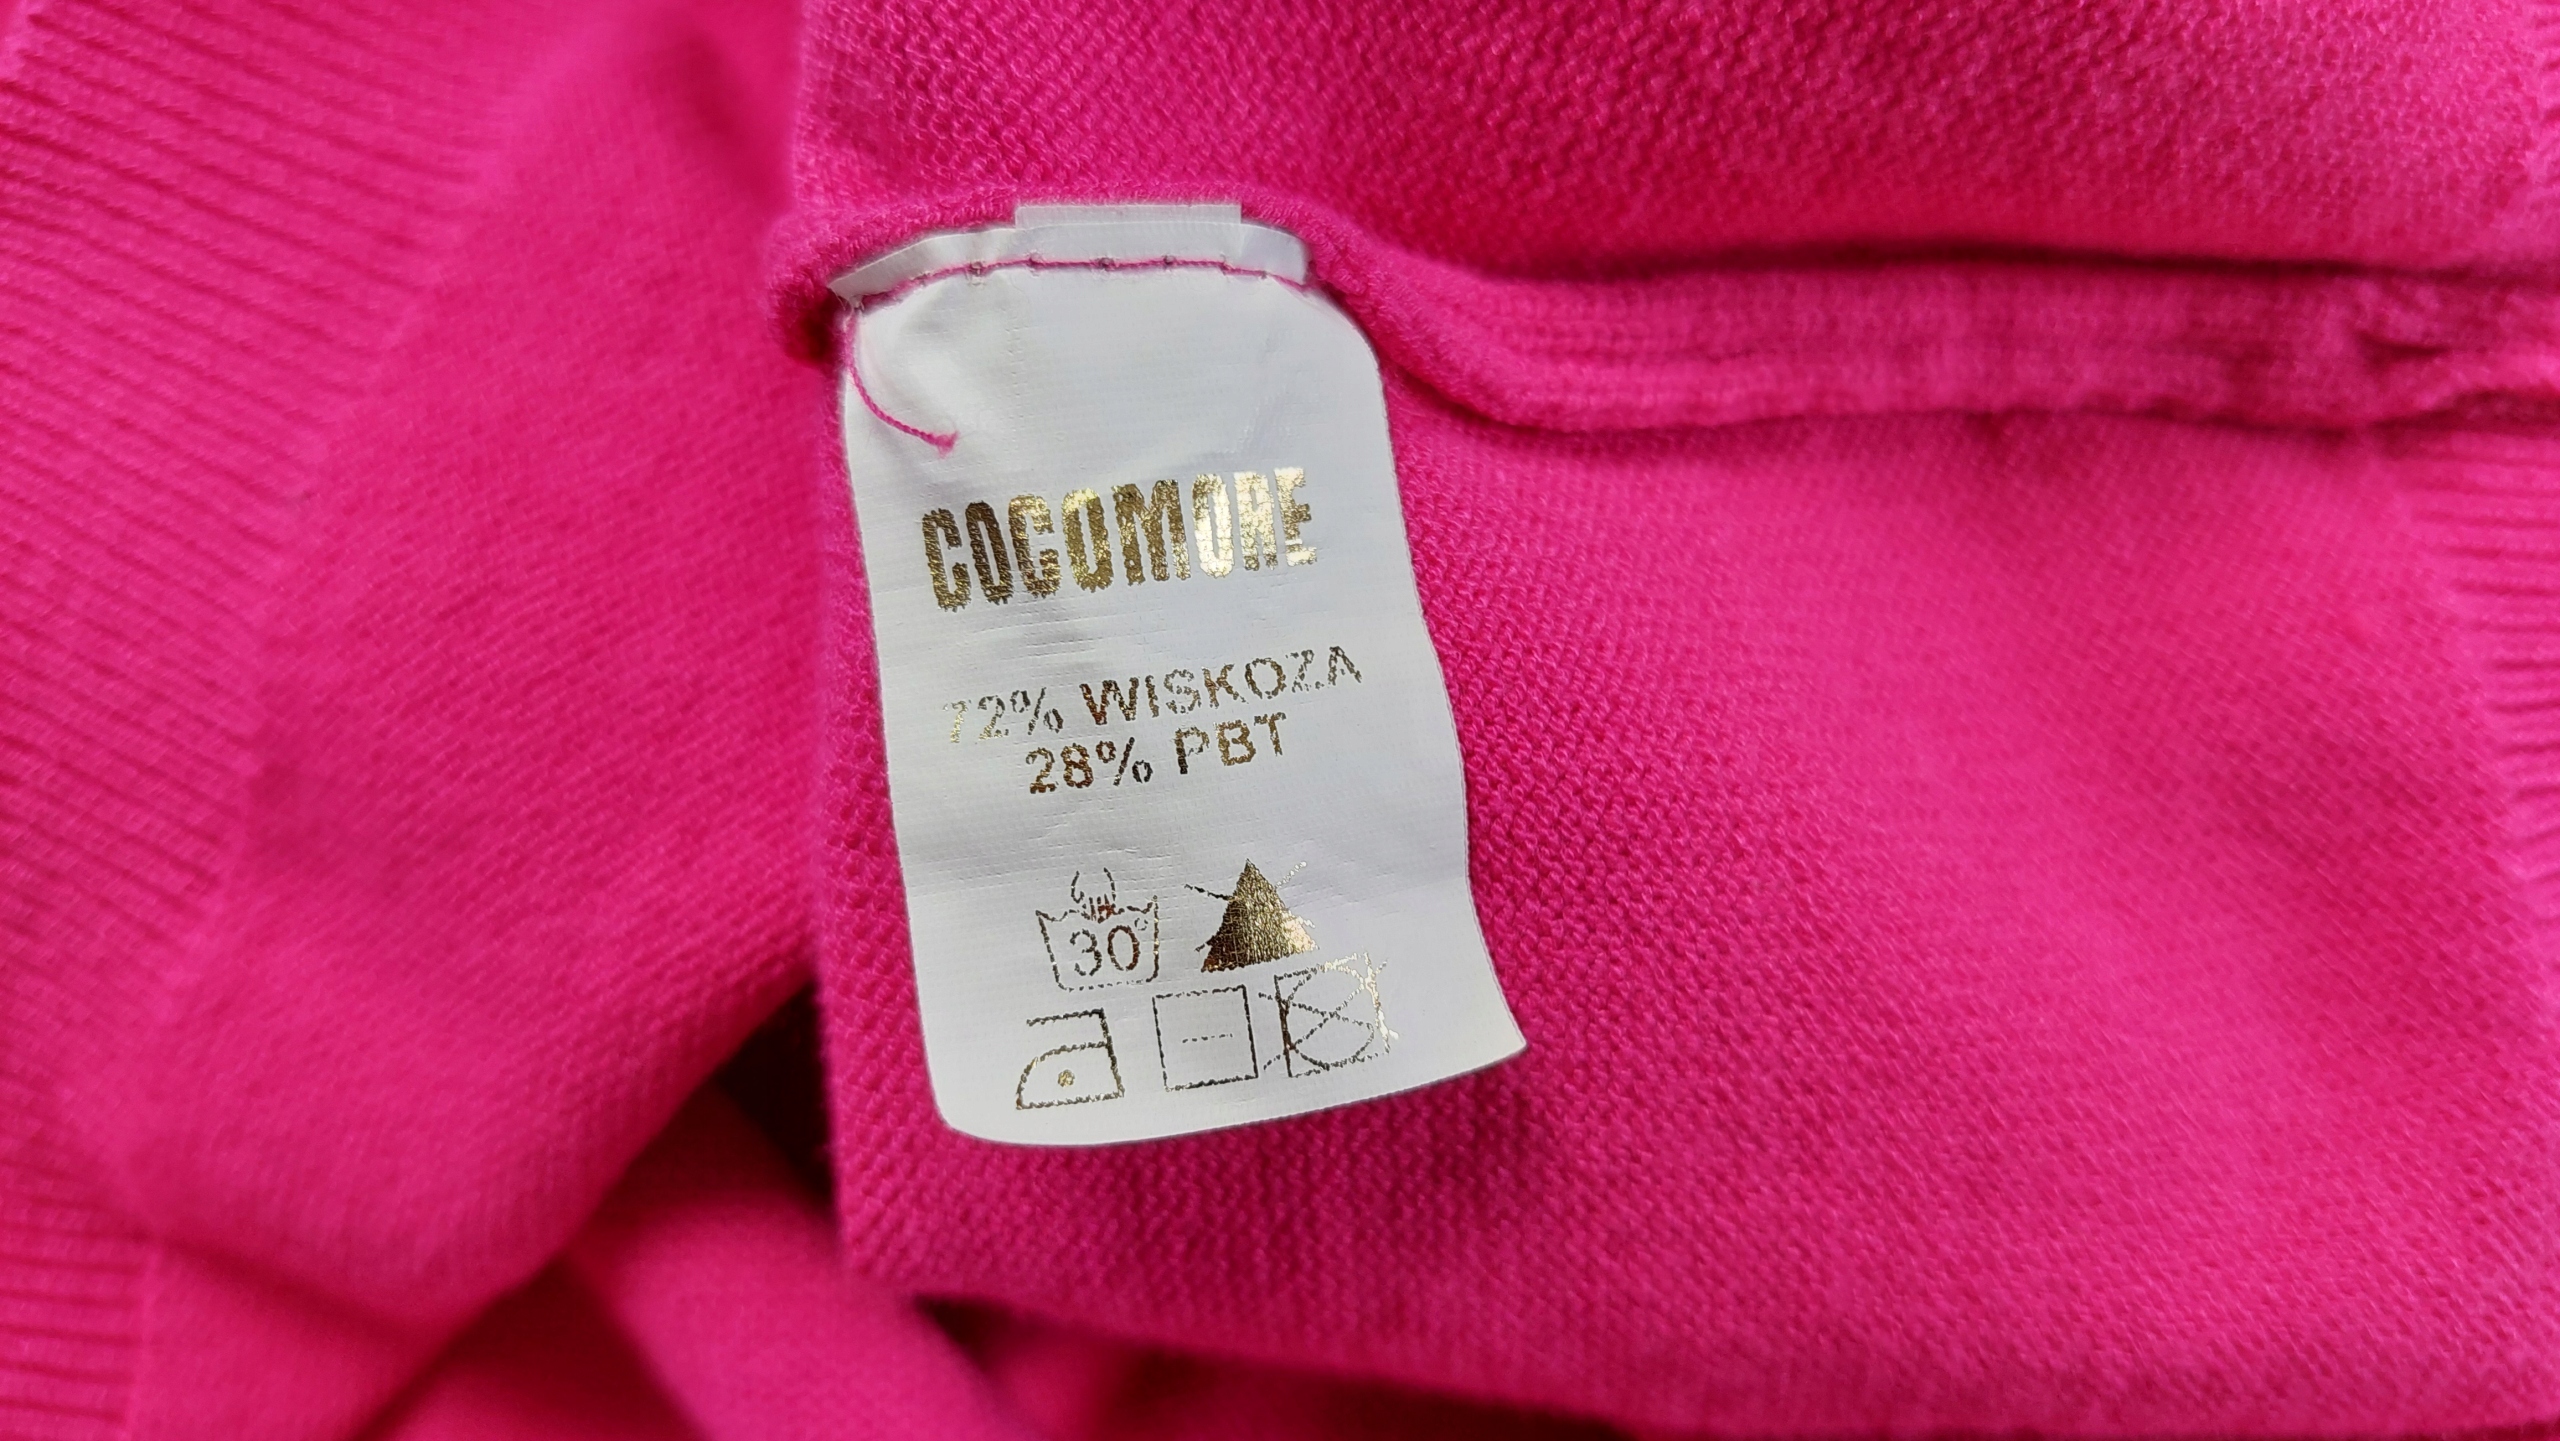 COCOMORE
72% WISKOZA
28% PBT
30°